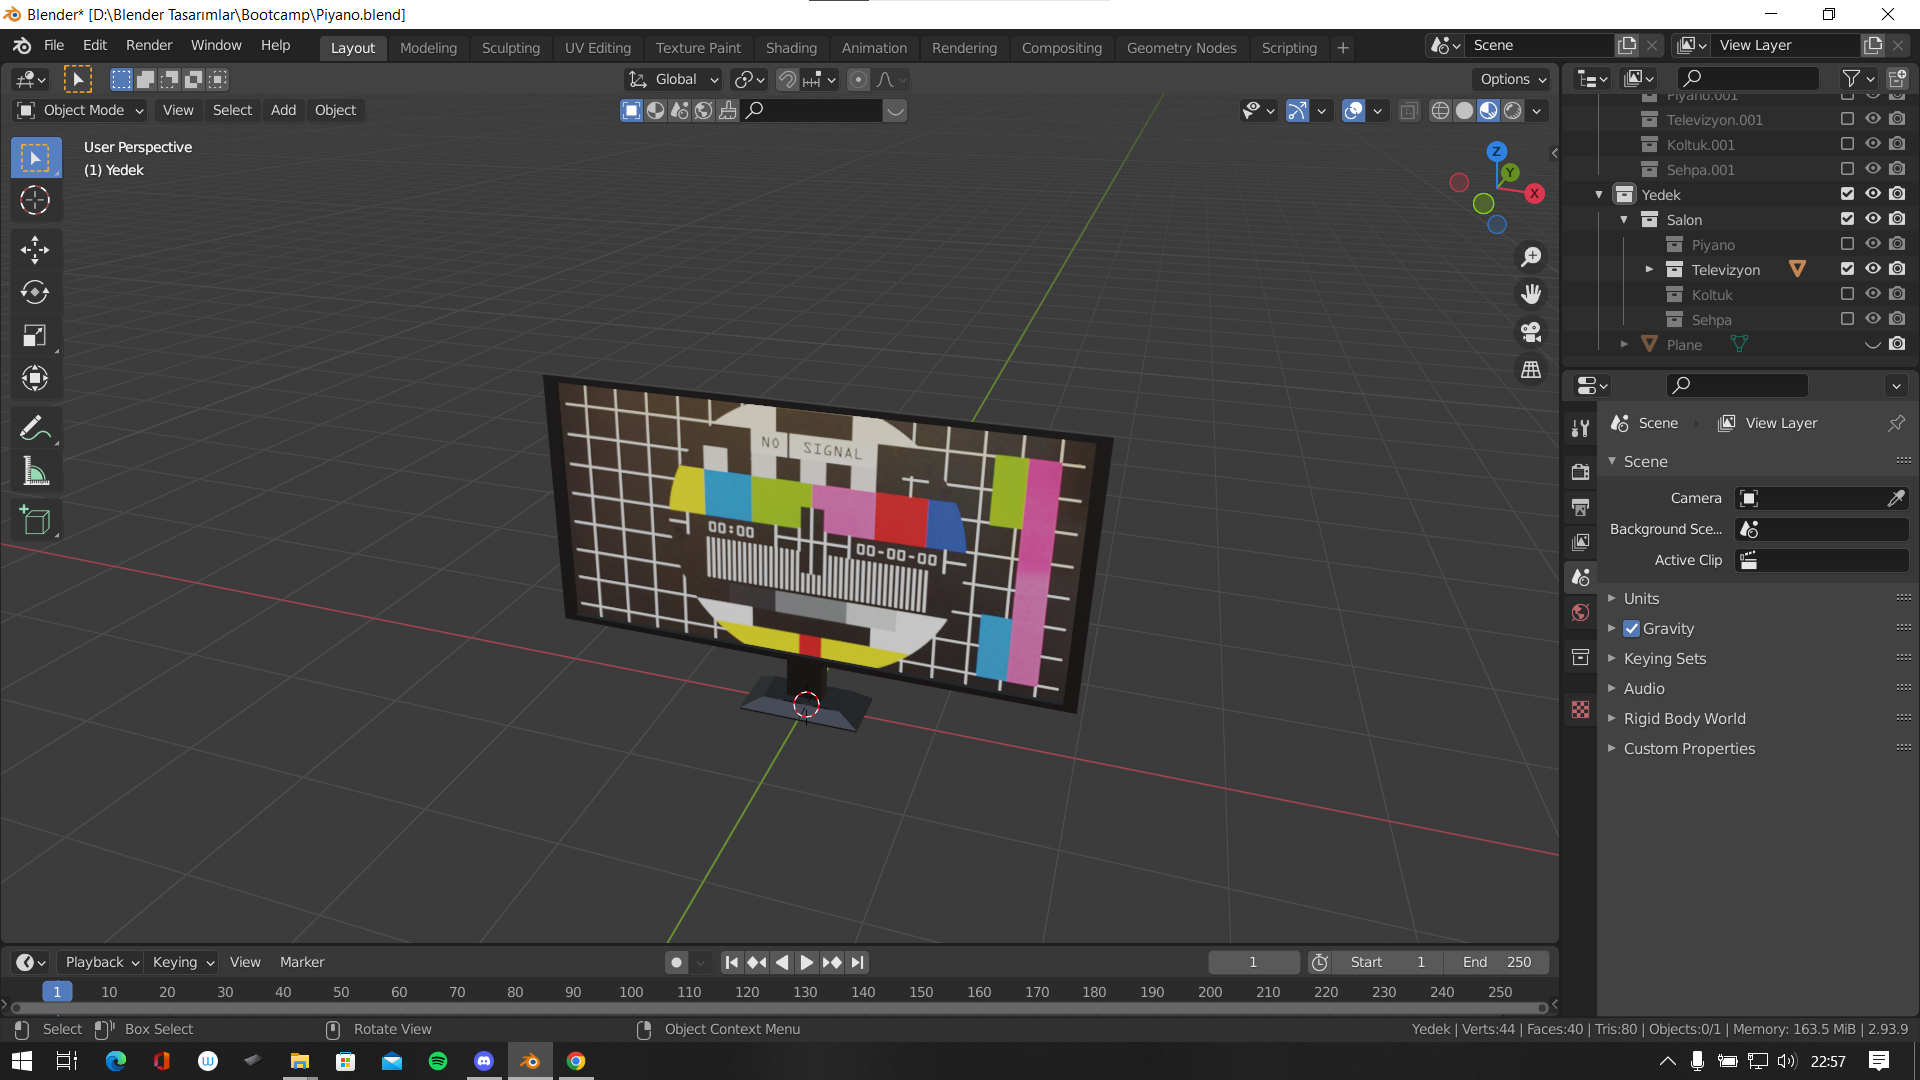 Blender* [D:\Blender Tasarımlar\Bootcamp\Piyano.blend]
File Edit Render Window Help Layout Modeling Sculpting UV Editing Texture Paint Shading Animation Rendering Compositing Geometry Nodes Scripting + Scene View Layer
Global Options
Object Mode View Select Add Object
User Perspective
(1) Yedek
Z
Y
X
NO SIGNAL
00:00
00-00-00
Piyano.001
Televizyon.001
Koltuk.001
Sehpa.001
Yedek
Salon
Piyano
Televizyon
Koltuk
Sehpa
Plane
Scene View Layer
Scene
Camera
Background Sce...
Active Clip
Units
Gravity
Keying Sets
Audio
Rigid Body World
Custom Properties
Playback Keying View Marker 1 Start 1 End 250
1 10 20 30 40 50 60 70 80 90 100 110 120 130 140 150 160 170 180 190 200 210 220 230 240 250
Select Box Select Rotate View Object Context Menu Yedek | Verts:44 | Faces:40 | Tris:80 | Objects:0/1 | Memory: 163.5 MiB | 2.93.9
22:57